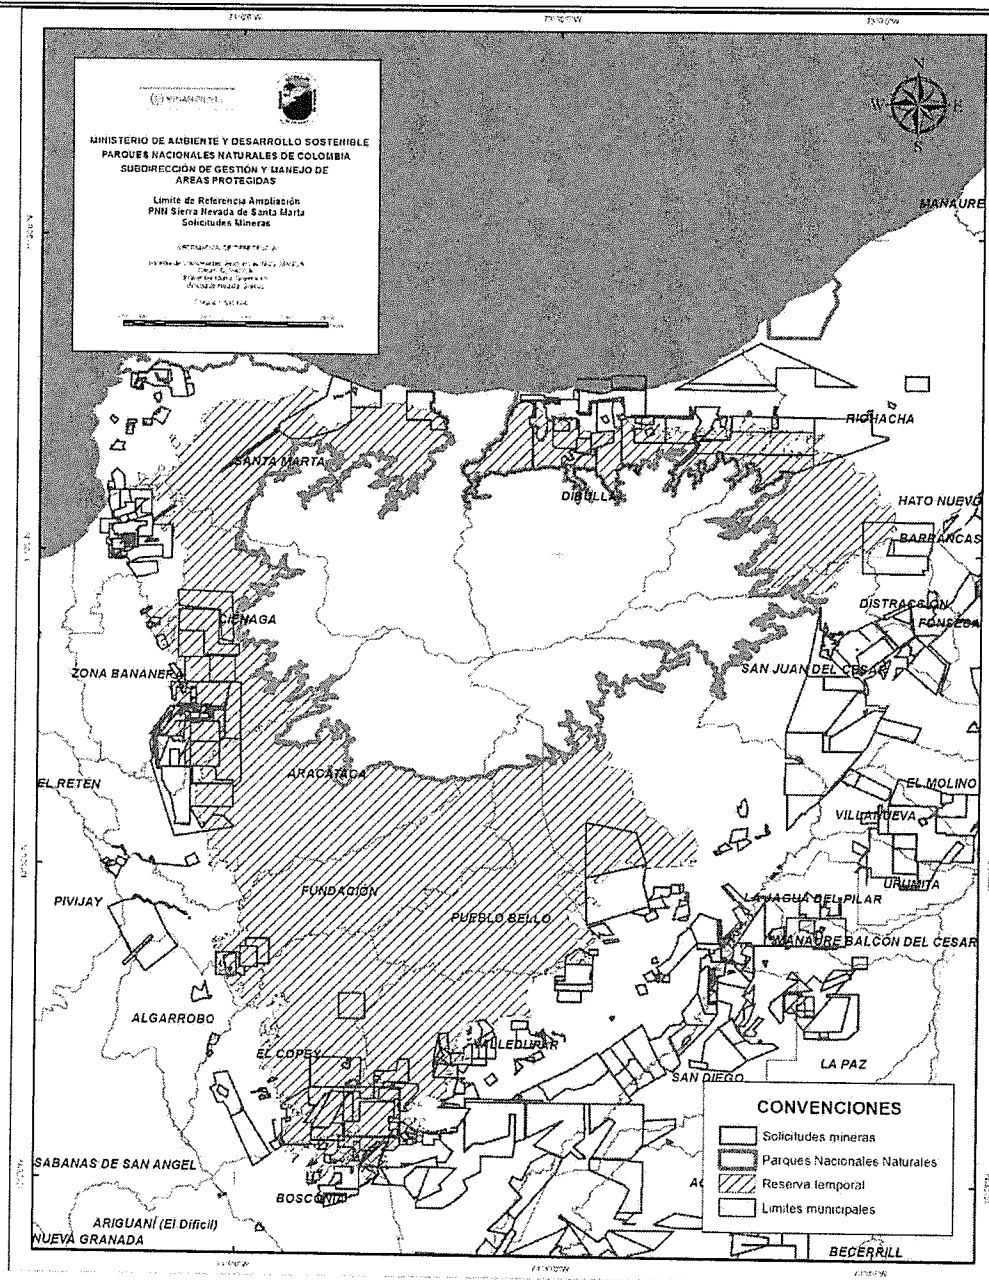 N
W E
S
MINISTERIO DE AMBIENTE Y DESARROLLO SOSTENIBLE
PARQUES NACIONALES NATURALES DE COLOMBIA
SUBDIRECCIÓN DE GESTIÓN Y MANEJO DE
AREAS PROTEGIDAS
Limite de Referencia Ampliación
PNN Sierra Nevada de Santa Marta
Solicitudes Mineras
MANAURE
RIOHACHA
SANTA MARTA
DIBULLA
HATO NUEVO
BARRANCAS
DISTRACCIÓN
FONSECA
CIÉNAGA
ZONA BANANERA
SAN JUAN DEL CESAR
ARACATACA
EL RETÉN
EL MOLINO
VILLANUEVA
URUMITA
FUNDACIÓN
PIVIJAY
PUEBLO BELLO
LA JAGUA DEL PILAR
MANAURE BALCÓN DEL CESAR
ALGARROBO
EL COPEY
VALLEDUPAR
LA PAZ
SAN DIEGO
CONVENCIONES
Solicitudes mineras
Parques Nacionales Naturales
Reserva temporal
Limites municipales
SABANAS DE SAN ANGEL
BOSCONIA
ARIGUANÍ (El Difícil)
NUEVA GRANADA
BECERRILL